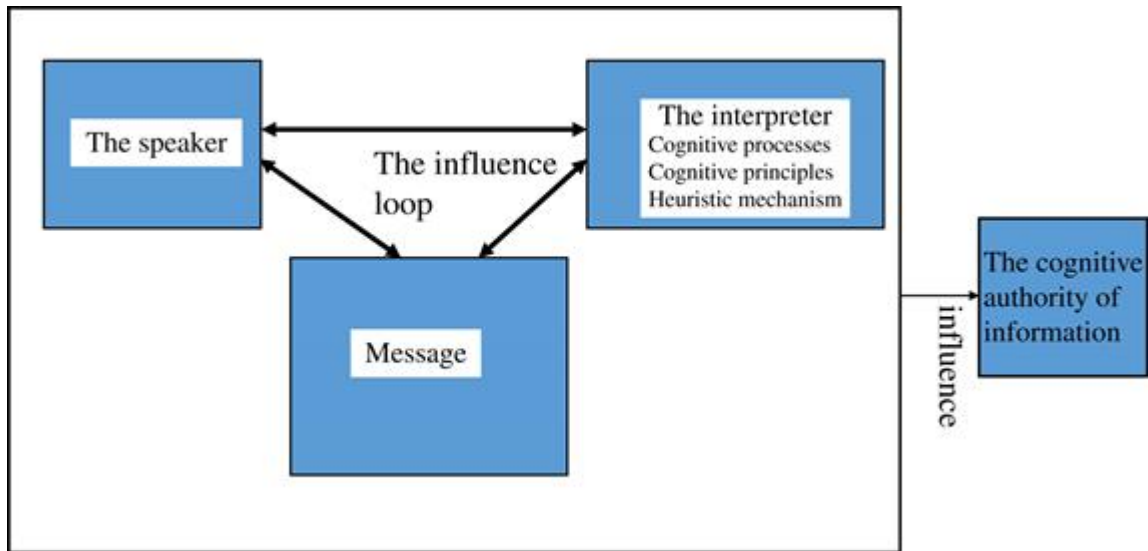 The speaker
The interpreter
Cognitive processes
Cognitive principles
Heuristic mechanism
The influence
loop
Message
The cognitive
authority of
information
influence